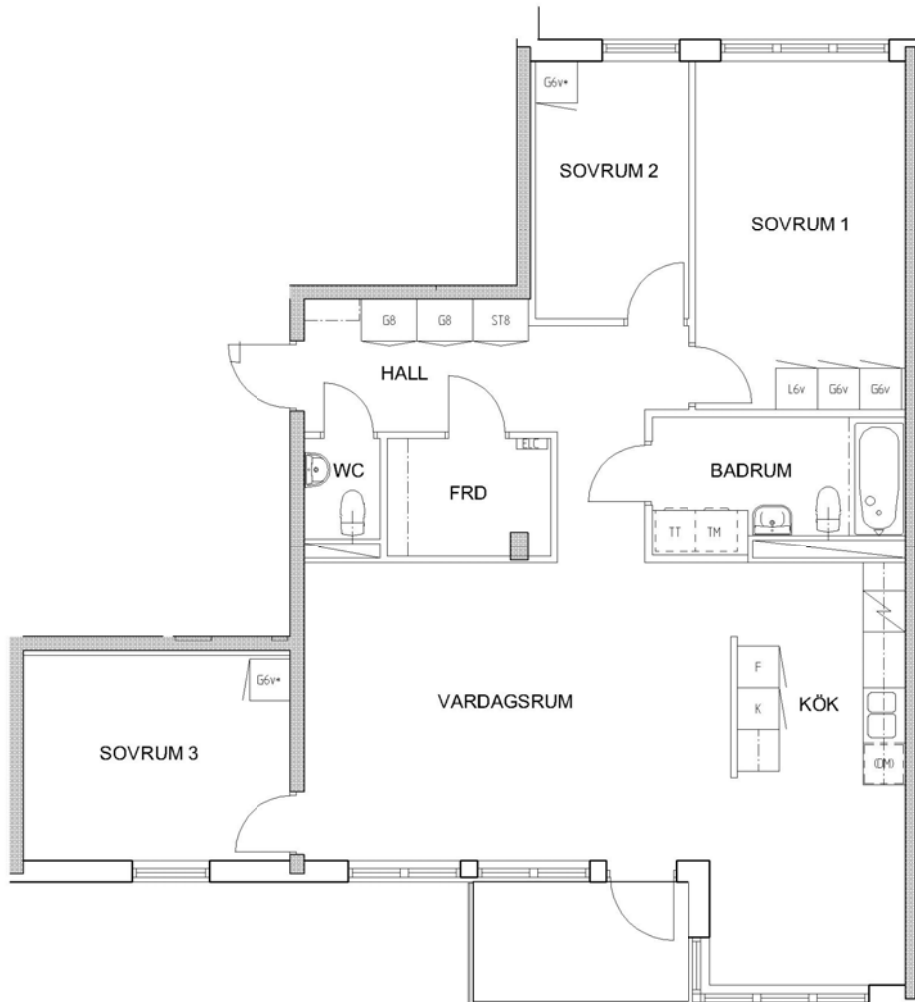 G6v*
SOVRUM 2
SOVRUM 1
G8
G8
ST8
HALL
L6v
G6v
G6v
ELC
WC
FRD
BADRUM
TT
TM
G6v*
F
K
VARDAGSRUM
KÖK
SOVRUM 3
(DM)